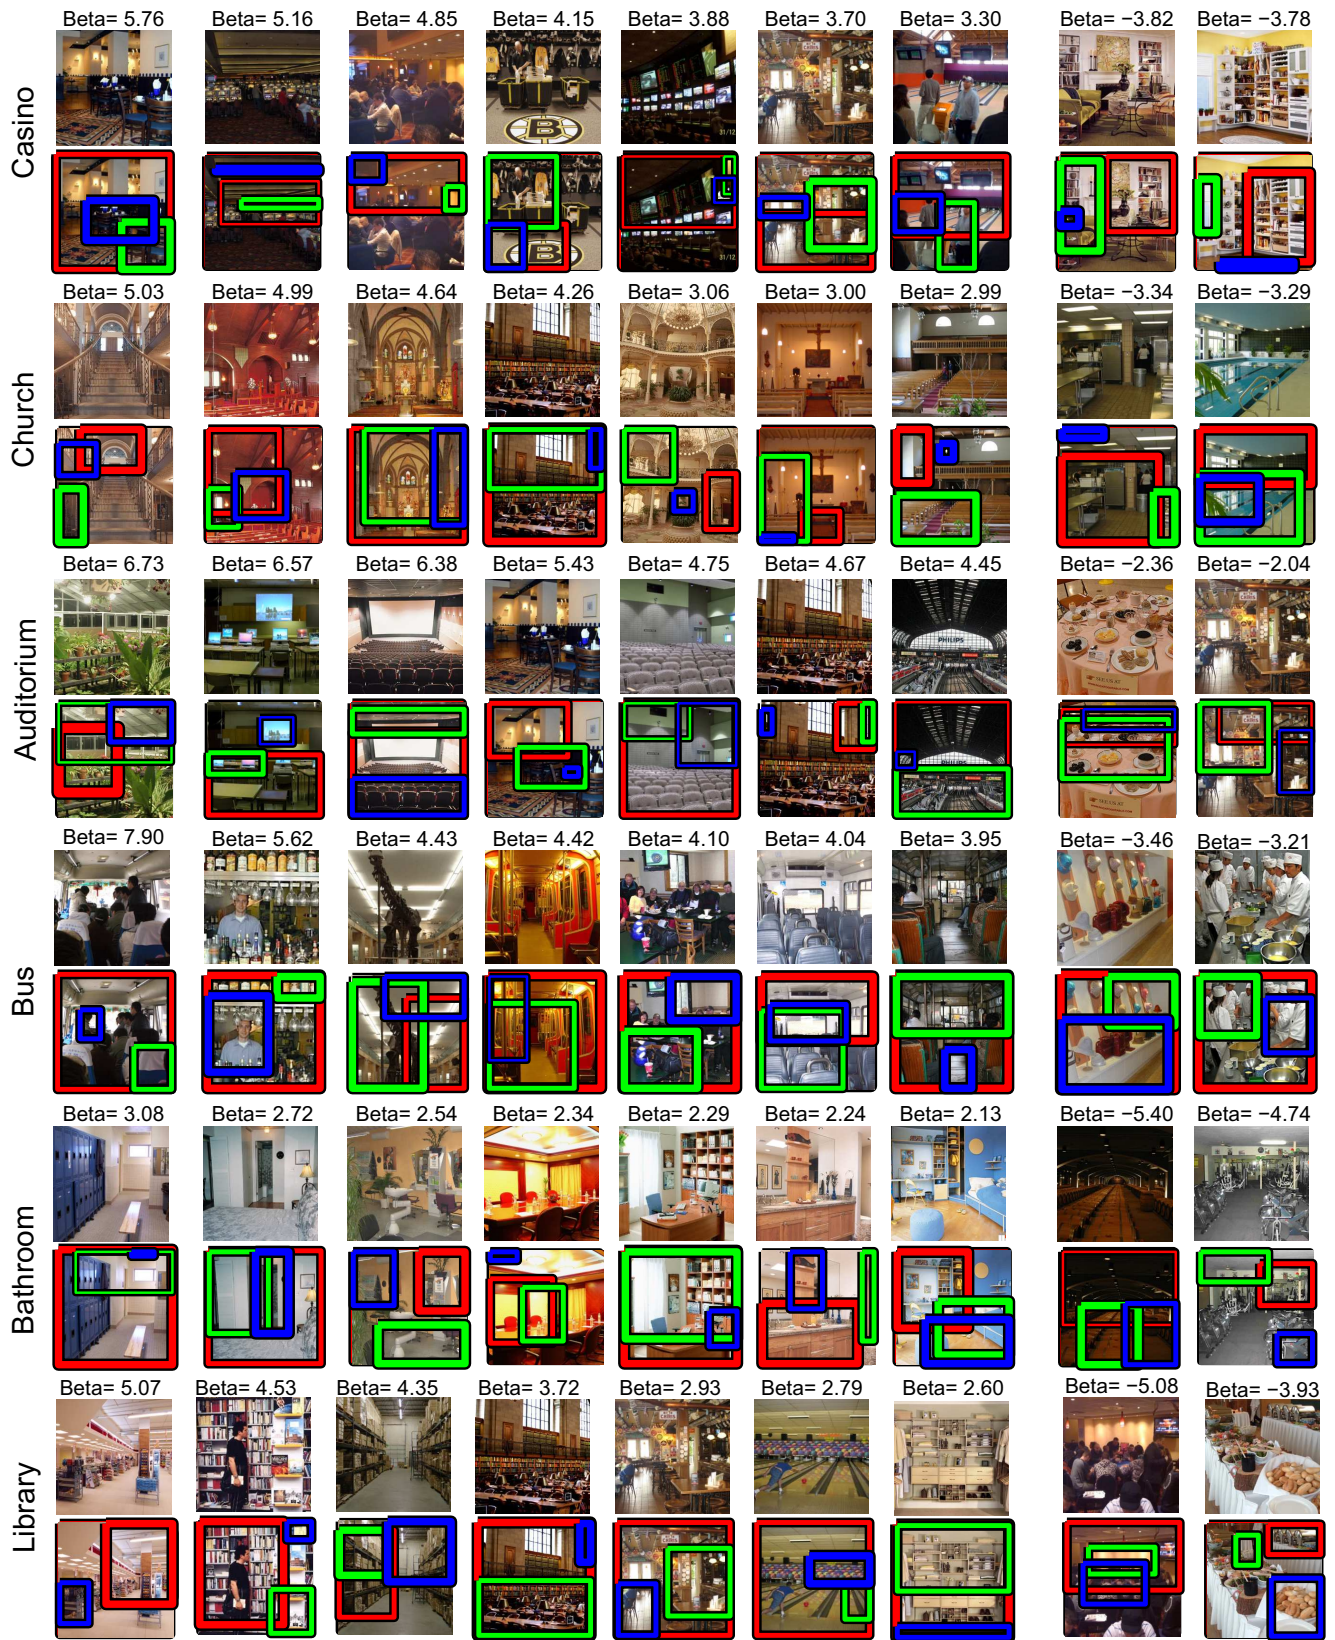 Casino
Beta= 5.76 Beta= 5.16 Beta= 4.85 Beta= 4.15 Beta= 3.88 Beta= 3.70 Beta= 3.30 Beta= −3.82 Beta= −3.78
B
31/12
B
31/12
Church
Beta= 5.03 Beta= 4.99 Beta= 4.64 Beta= 4.26 Beta= 3.06 Beta= 3.00 Beta= 2.99 Beta= −3.34 Beta= −3.29
Auditorium
Beta= 6.73 Beta= 6.57 Beta= 6.38 Beta= 5.43 Beta= 4.75 Beta= 4.67 Beta= 4.45 Beta= −2.36 Beta= −2.04
PHILIPS
Bus
Beta= 7.90 Beta= 5.62 Beta= 4.43 Beta= 4.42 Beta= 4.10 Beta= 4.04 Beta= 3.95 Beta= −3.46 Beta= −3.21
Bathroom
Beta= 3.08 Beta= 2.72 Beta= 2.54 Beta= 2.34 Beta= 2.29 Beta= 2.24 Beta= 2.13 Beta= −5.40 Beta= −4.74
Library
Beta= 5.07 Beta= 4.53 Beta= 4.35 Beta= 3.72 Beta= 2.93 Beta= 2.79 Beta= 2.60 Beta= −5.08 Beta= −3.93